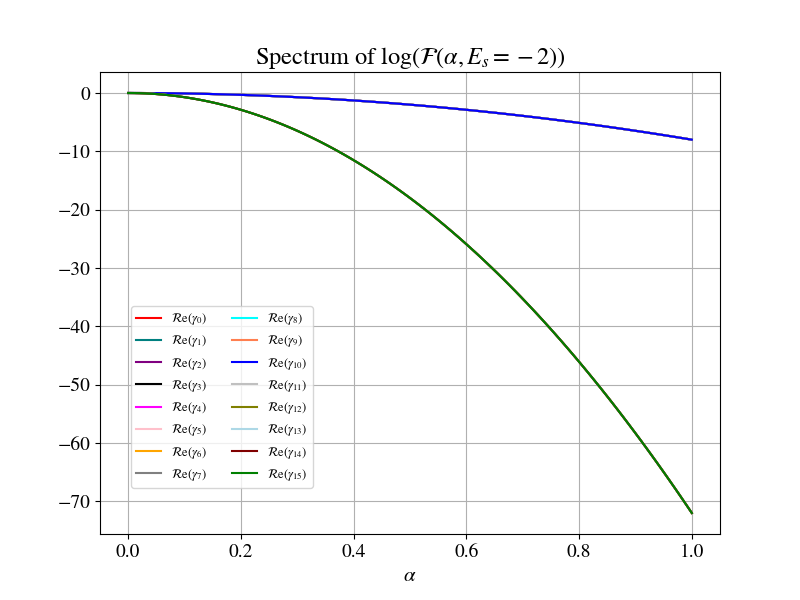 Spectrum of log(ℱ(α, E_s = −2))
0
−10
−20
−30
−40
−50
−60
−70
ℛe(γ₀) ℛe(γ₈)
ℛe(γ₁) ℛe(γ₉)
ℛe(γ₂) ℛe(γ₁₀)
ℛe(γ₃) ℛe(γ₁₁)
ℛe(γ₄) ℛe(γ₁₂)
ℛe(γ₅) ℛe(γ₁₃)
ℛe(γ₆) ℛe(γ₁₄)
ℛe(γ₇) ℛe(γ₁₅)
0.0 0.2 0.4 0.6 0.8 1.0
α